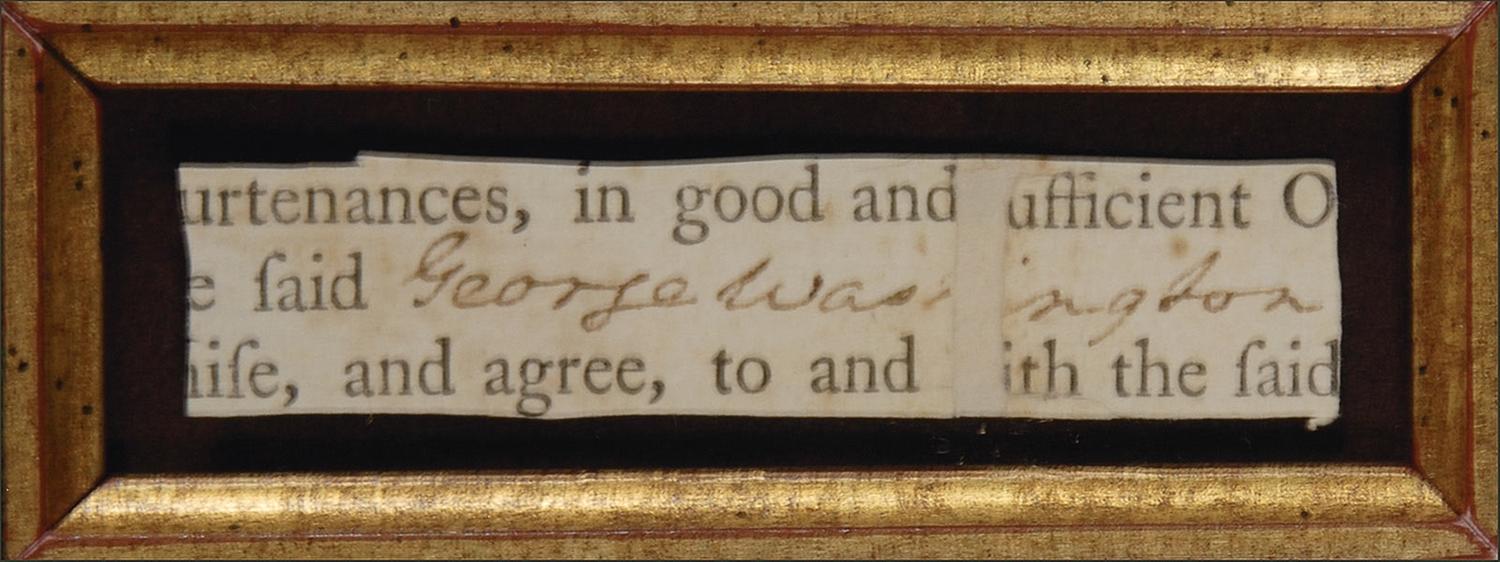 urtenances, in good and ufficient O
e ſaid George Was ington
iſe, and agree, to and ith the ſaid